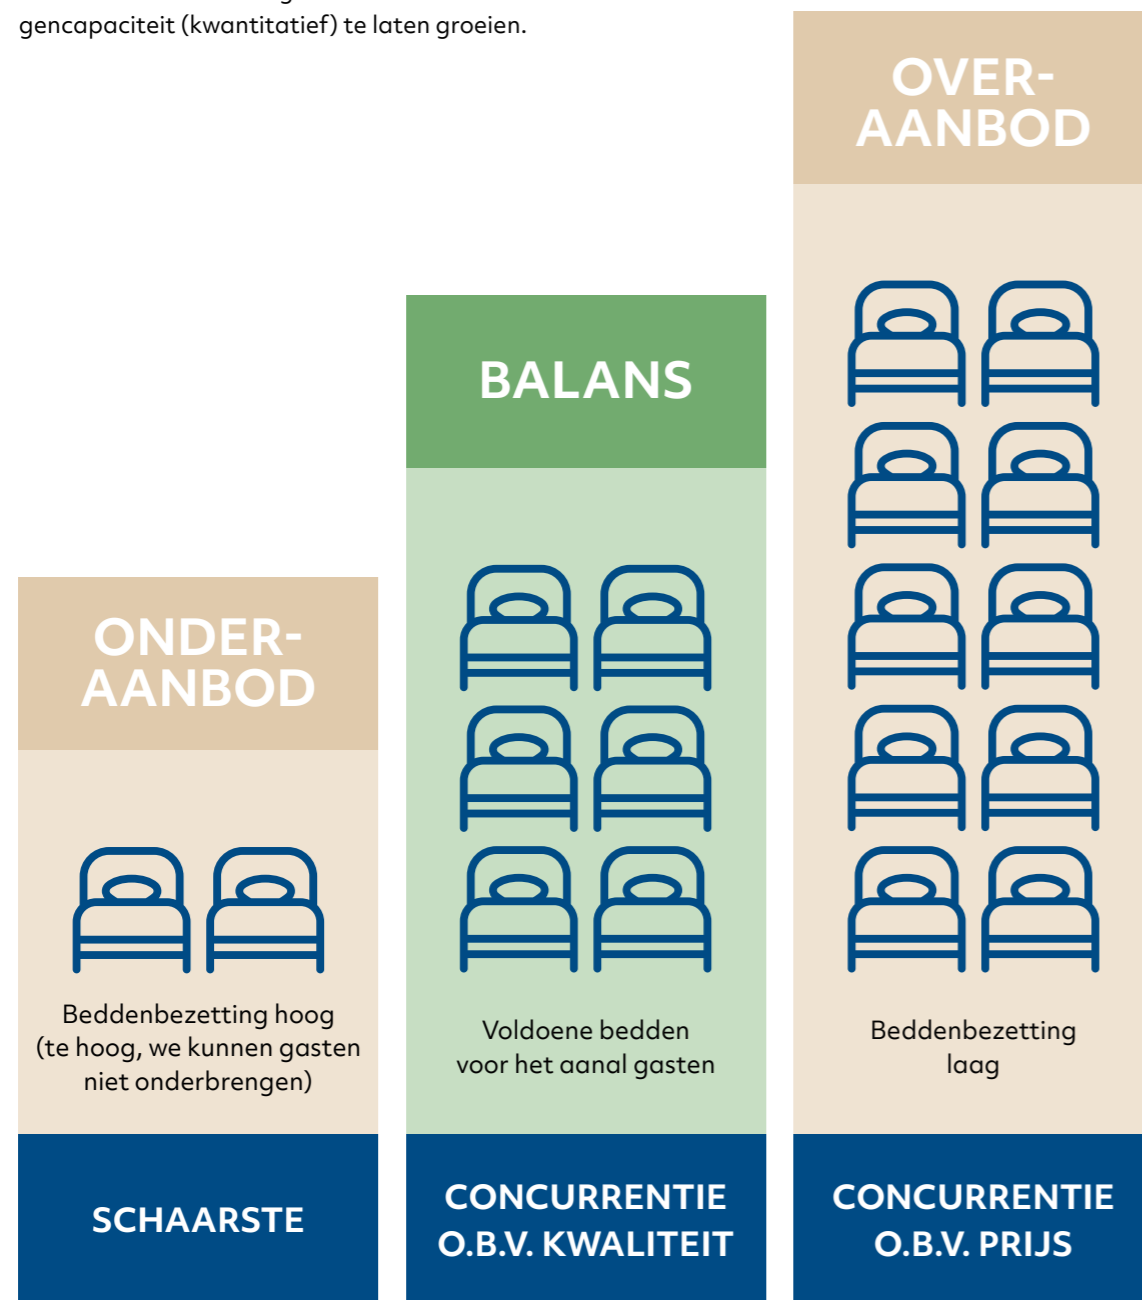 gencapaciteit (kwantitatief) te laten groeien.
OVER-
AANBOD
BALANS
ONDER-
AANBOD
Beddenbezetting hoog
(te hoog, we kunnen gasten
niet onderbrengen)
Voldoene bedden
voor het aanal gasten
Beddenbezetting
laag
SCHAARSTE
CONCURRENTIE
O.B.V. KWALITEIT
CONCURRENTIE
O.B.V. PRIJS